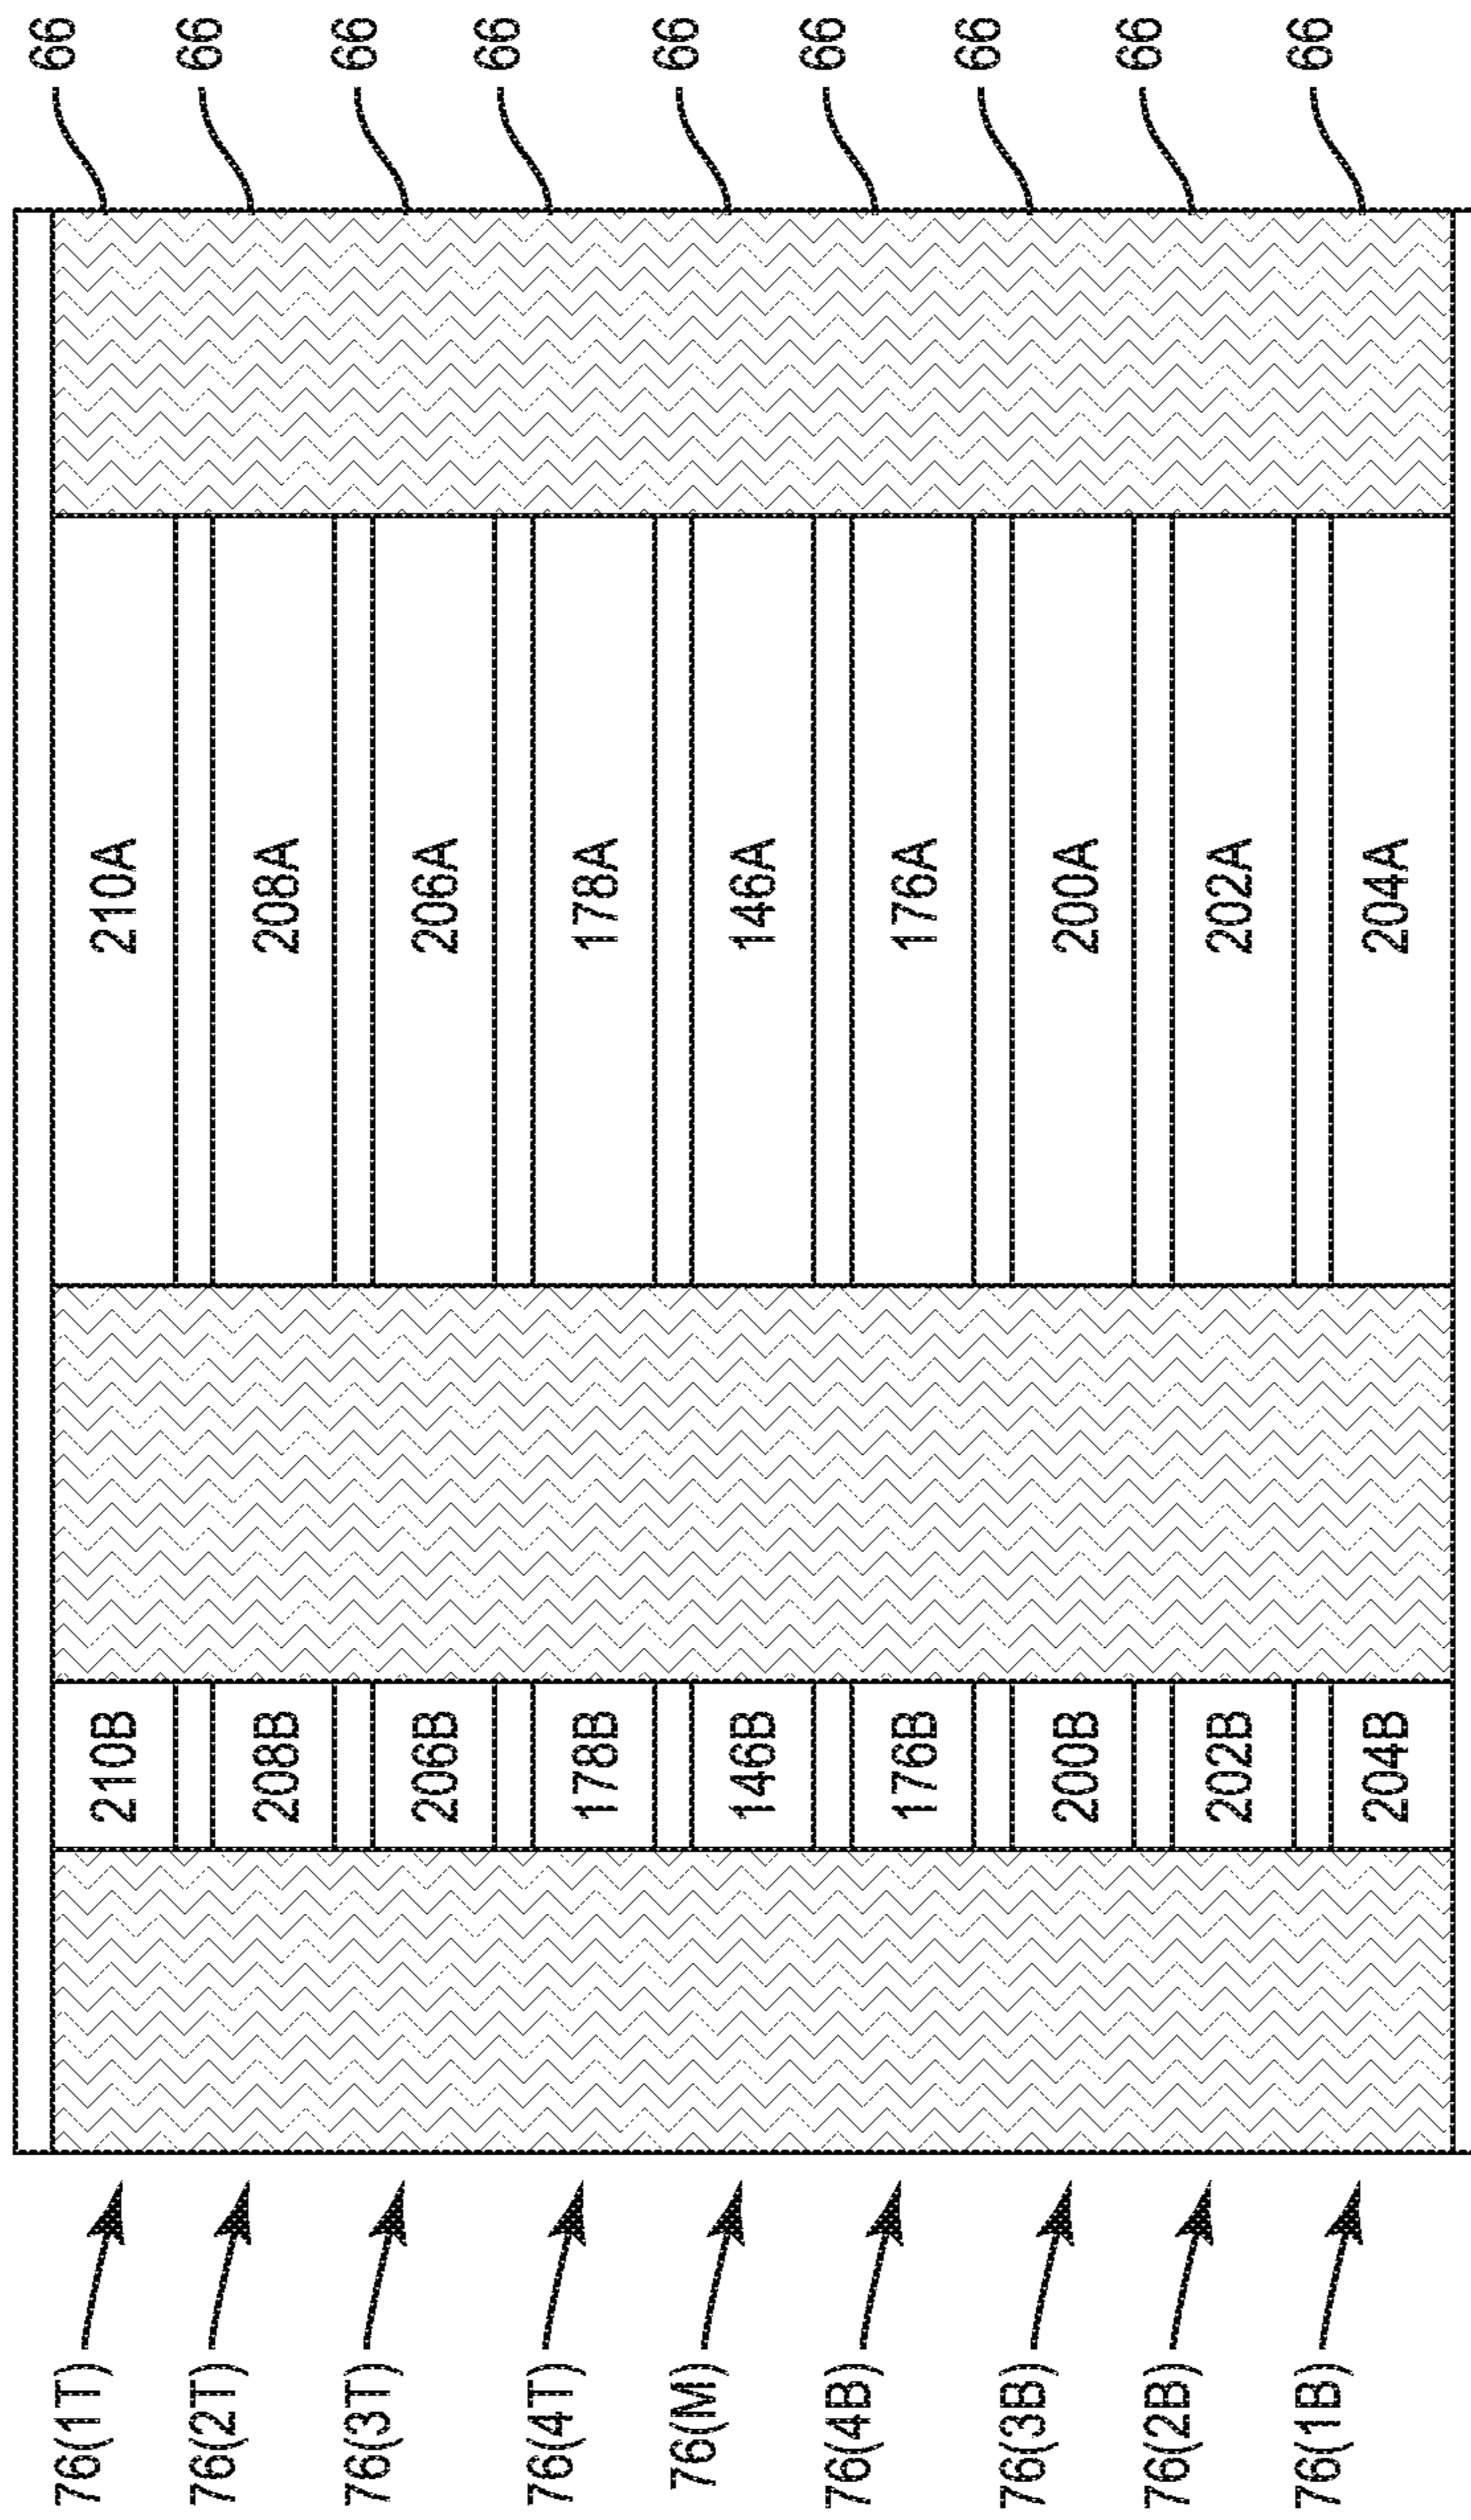 76(1T) 210B 210A 66
76(2T) 208B 208A 66
76(3T) 206B 206A 66
76(4T) 178B 178A 66
76(M) 146B 146A 66
76(4B) 176B 176A 66
76(3B) 200B 200A 66
76(2B) 202B 202A 66
76(1B) 204B 204A 66